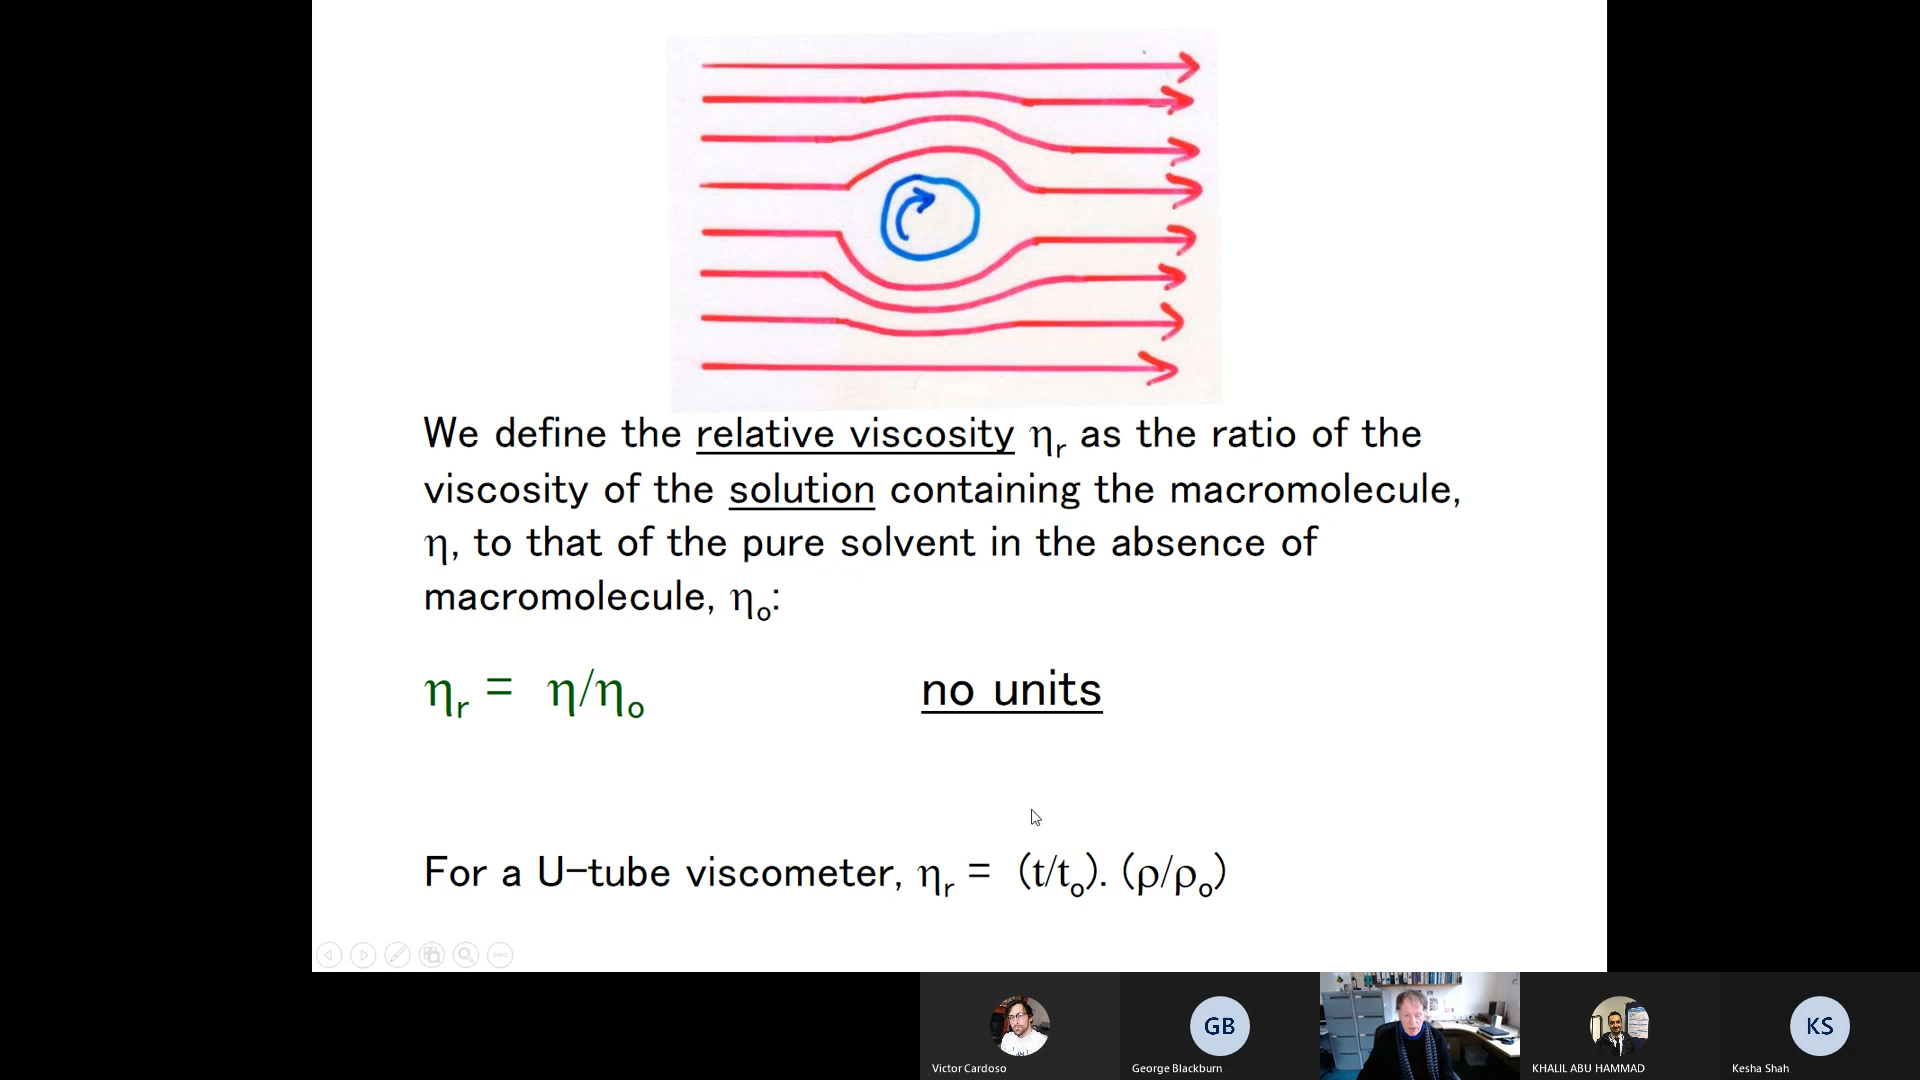 We define the relative viscosity ηr as the ratio of the
viscosity of the solution containing the macromolecule,
η, to that of the pure solvent in the absence of
macromolecule, ηo:
ηr = η/ηo no units
For a U-tube viscometer, ηr = (t/to). (ρ/ρo)
GB
KS
Victor Cardoso
George Blackburn
KHALIL ABU HAMMAD
Kesha Shah